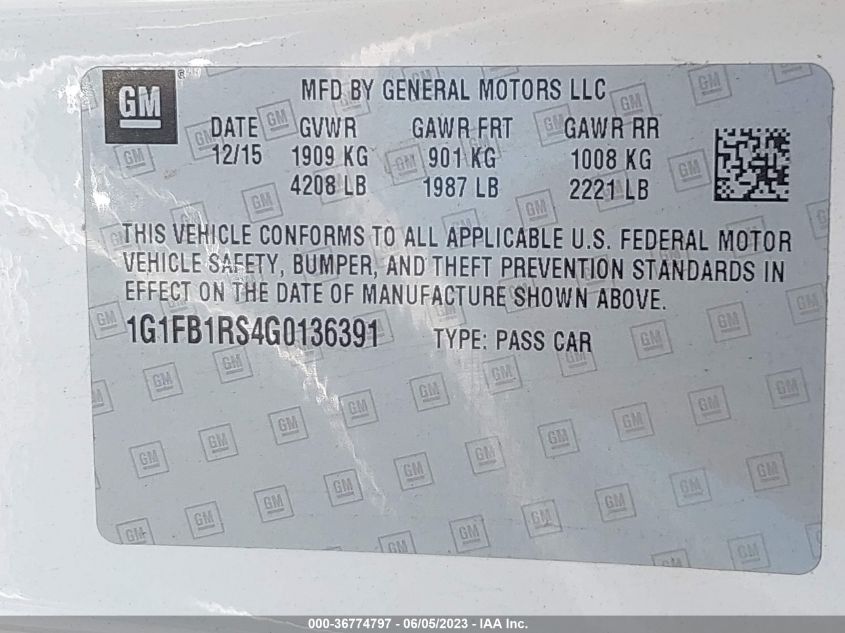 GM ®
MFD BY GENERAL MOTORS LLC
DATE GVWR GAWR FRT GAWR RR
12/15 1909 KG 901 KG 1008 KG
4208 LB 1987 LB 2221 LB
THIS VEHICLE CONFORMS TO ALL APPLICABLE U.S. FEDERAL MOTOR
VEHICLE SAFETY, BUMPER, AND THEFT PREVENTION STANDARDS IN
EFFECT ON THE DATE OF MANUFACTURE SHOWN ABOVE.
1G1FB1RS4G0136391 TYPE: PASS CAR
000-36774797 - 06/05/2023 - IAA Inc.